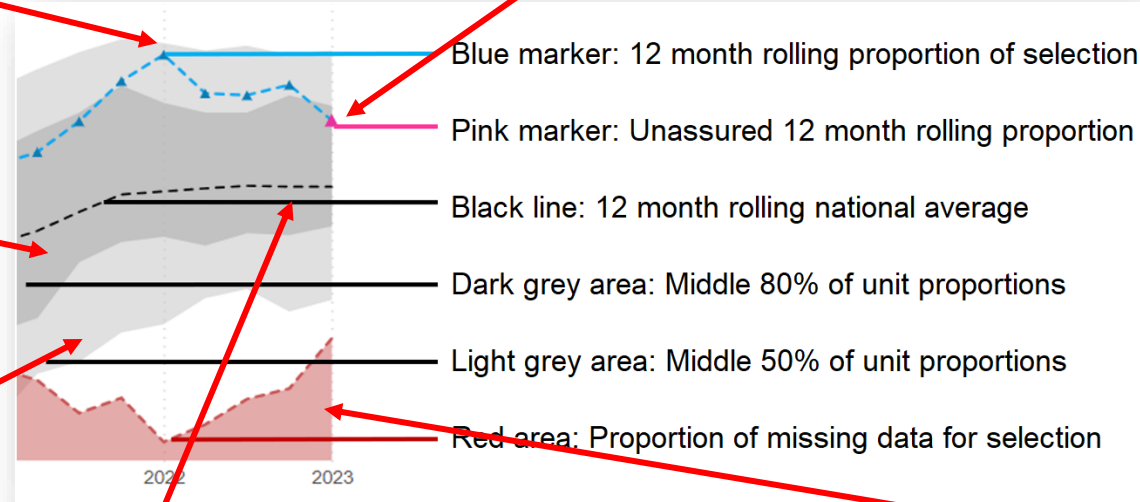 Blue marker: 12 month rolling proportion of selection
Pink marker: Unassured 12 month rolling proportion
Black line: 12 month rolling national average
Dark grey area: Middle 80% of unit proportions
Light grey area: Middle 50% of unit proportions
Red area: Proportion of missing data for selection
2022
2023